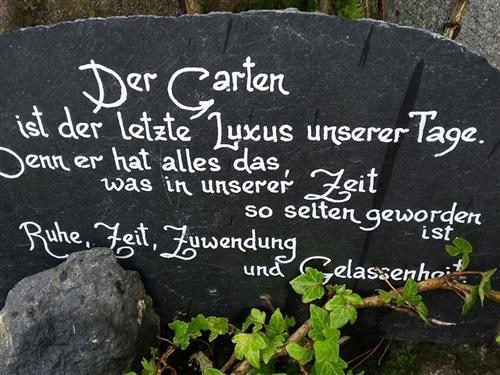 Der Garten
ist der letzte Luxus unserer Tage.
Denn er hat alles das,
was in unserer Zeit
so selten geworden
ist
Ruhe, Zeit, Zuwendung
und Gelassenheit.